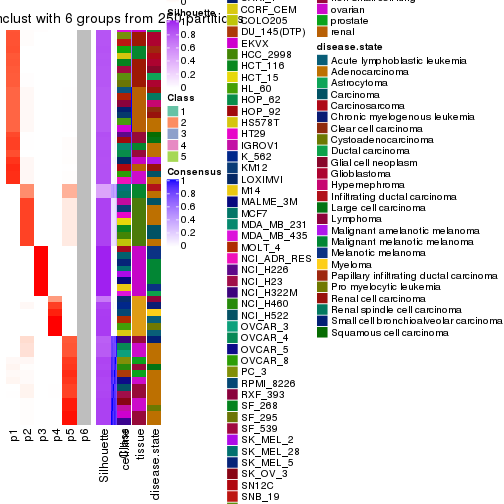 nclust with 6 groups from 250 partitions
Silhouette
1
0.8
0.6
0.4
0.2
0
Class
1
2
3
4
5
Consensus
1
0.8
0.6
0.4
0.2
0
CCRF_CEM
COLO205
DU_145(DTP)
EKVX
HCC_2998
HCT_116
HCT_15
HL_60
HOP_62
HOP_92
HS578T
HT29
IGROV1
K_562
KM12
LOXIMVI
M14
MALME_3M
MCF7
MDA_MB_231
MDA_MB_435
MOLT_4
NCI_ADR_RES
NCI_H226
NCI_H23
NCI_H322M
NCI_H460
NCI_H522
OVCAR_3
OVCAR_4
OVCAR_5
OVCAR_8
PC_3
RPMI_8226
RXF_393
SF_268
SF_295
SF_539
SK_MEL_2
SK_MEL_28
SK_MEL_5
SK_OV_3
SN12C
SNB_19
ovarian
prostate
renal
disease.state
Acute lymphoblastic leukemia
Adenocarcinoma
Astrocytoma
Carcinoma
Carcinosarcoma
Chronic myelogenous leukemia
Clear cell carcinoma
Cystoadenocarcinoma
Ductal carcinoma
Glial cell neoplasm
Glioblastoma
Hypernephroma
Infiltrating ductal carcinoma
Large cell carcinoma
Lymphoma
Malignant amelanotic melanoma
Malignant melanotic melanoma
Melanotic melanoma
Myeloma
Papillary infiltrating ductal carcinoma
Pro myelocytic leukemia
Renal cell carcinoma
Renal spindle cell carcinoma
Small cell bronchioalveolar carcinoma
Squamous cell carcinoma
p1
p2
p3
p4
p5
p6
Silhouette
tissue
disease.state